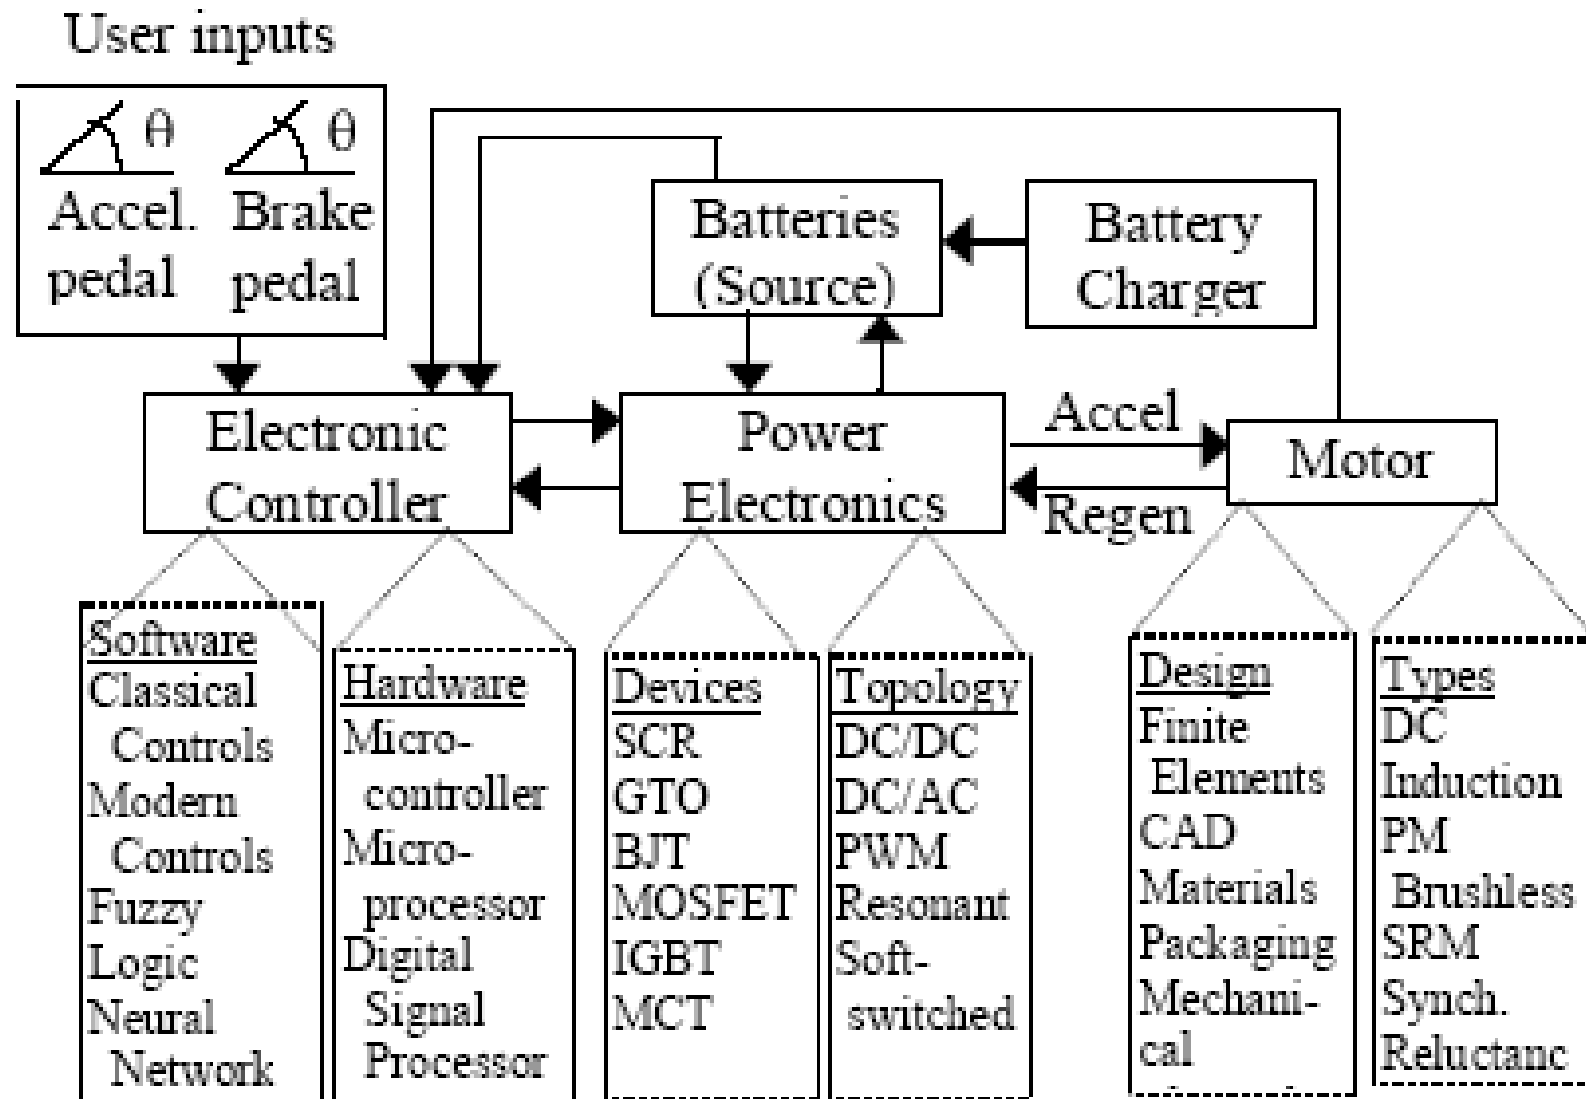 User inputs
θ θ
Accel. Brake
pedal pedal
Batteries
(Source)
Battery
Charger
Electronic
Controller
Power
Electronics
Accel
Regen
Motor
Software
Classical
Controls
Modern
Controls
Fuzzy
Logic
Neural
Network
Hardware
Micro-
controller
Micro-
processor
Digital
Signal
Processor
Devices
SCR
GTO
BJT
MOSFET
IGBT
MCT
Topology
DC/DC
DC/AC
PWM
Resonant
Soft-
switched
Design
Finite
Elements
CAD
Materials
Packaging
Mechani-
cal
Types
DC
Induction
PM
Brushless
SRM
Synch.
Reluctanc